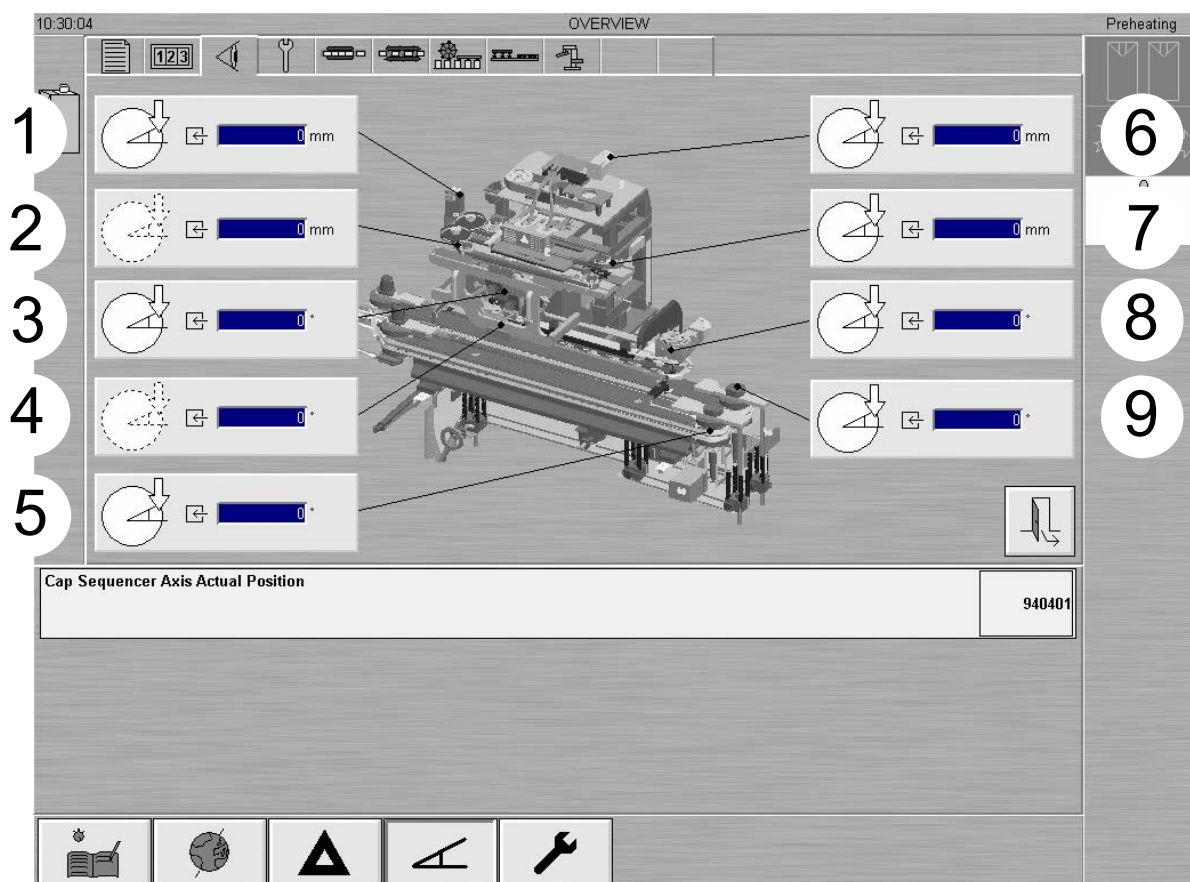 10:30:04 OVERVIEW Preheating
123
1 0 mm
6 0 mm
2 0 mm
7 0 mm
3 0 °
8 0 °
4 0 °
9 0 °
5 0 °
Cap Sequencer Axis Actual Position
940401